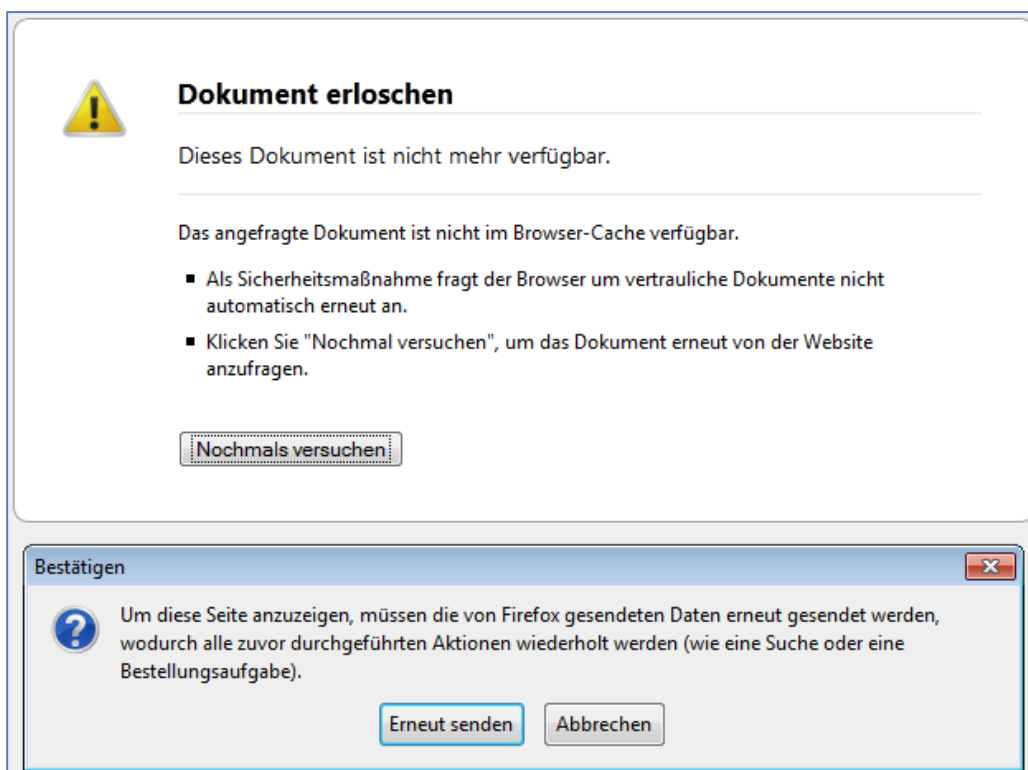 Dokument erloschen
Dieses Dokument ist nicht mehr verfügbar.
Das angefragte Dokument ist nicht im Browser-Cache verfügbar.
Als Sicherheitsmaßnahme fragt der Browser um vertrauliche Dokumente nicht
automatisch erneut an.
Klicken Sie "Nochmal versuchen", um das Dokument erneut von der Website
anzufragen.
Nochmals versuchen
Bestätigen
Um diese Seite anzuzeigen, müssen die von Firefox gesendeten Daten erneut gesendet werden,
wodurch alle zuvor durchgeführten Aktionen wiederholt werden (wie eine Suche oder eine
Bestellungsaufgabe).
Erneut senden Abbrechen